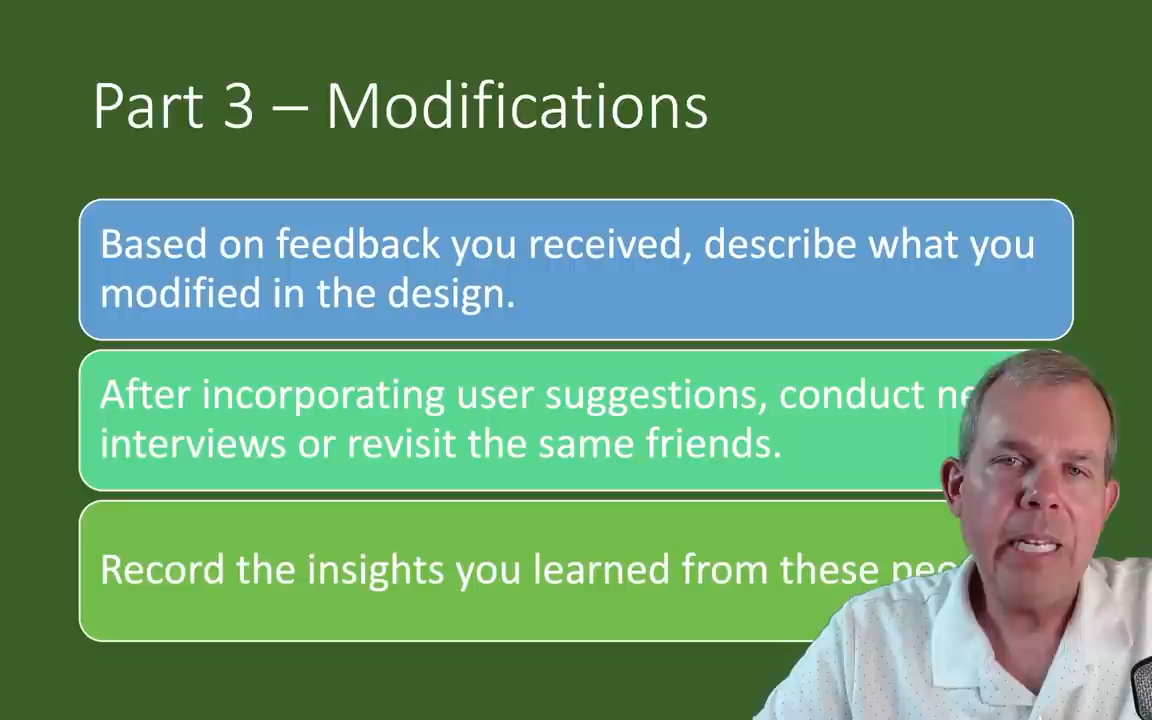 Part 3 – Modifications
Based on feedback you received, describe what you
modified in the design.
After incorporating user suggestions, conduct
interviews or revisit the same friends.
Record the insights you learned from these